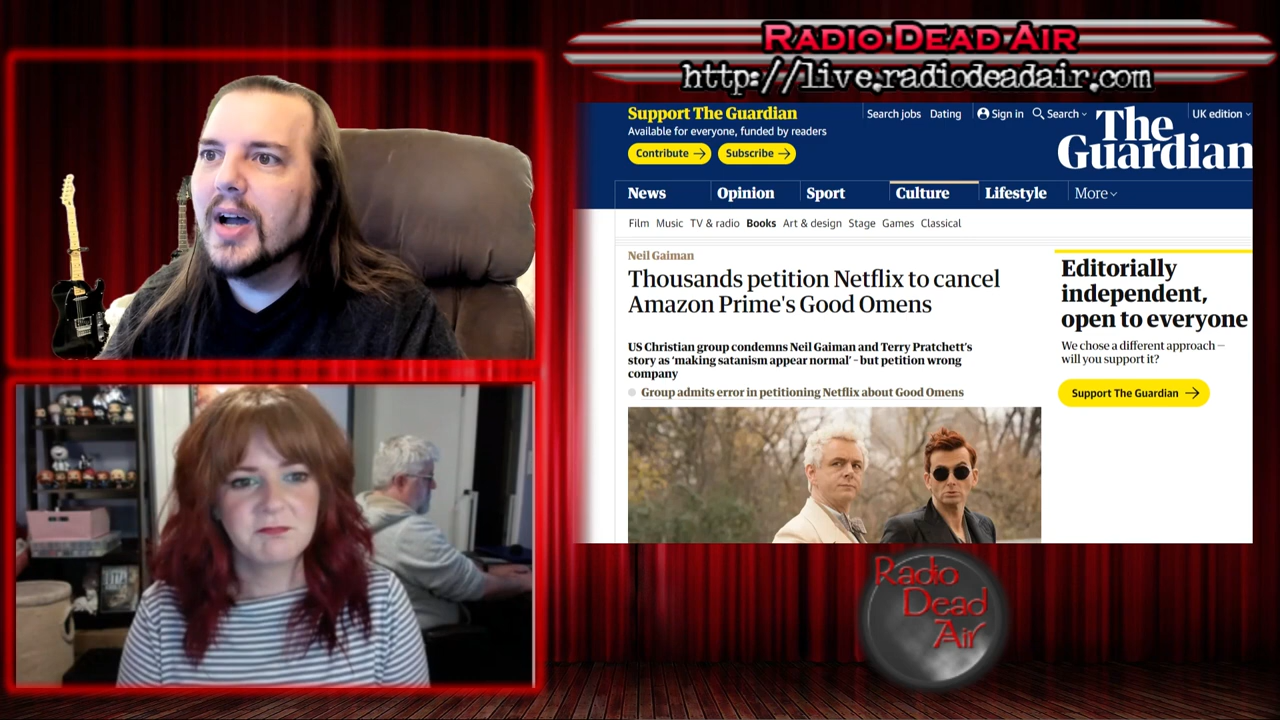 Radio Dead Air
http://live.radiodeadair.com
Support The Guardian
Available for everyone, funded by readers
Contribute
Subscribe
Search jobs
Dating
Sign in
Search
UK edition
The
Guardian
News
Opinion
Sport
Culture
Lifestyle
More
Film Music TV & radio Books Art & design Stage Games Classical
Neil Gaiman
Thousands petition Netflix to cancel
Amazon Prime's Good Omens
US Christian group condemns Neil Gaiman and Terry Pratchett's
story as 'making satanism appear normal' – but petition wrong
company
Group admits error in petitioning Netflix about Good Omens
Editorially
independent,
open to everyone
We chose a different approach —
will you support it?
Support The Guardian
Radio
Dead
Air